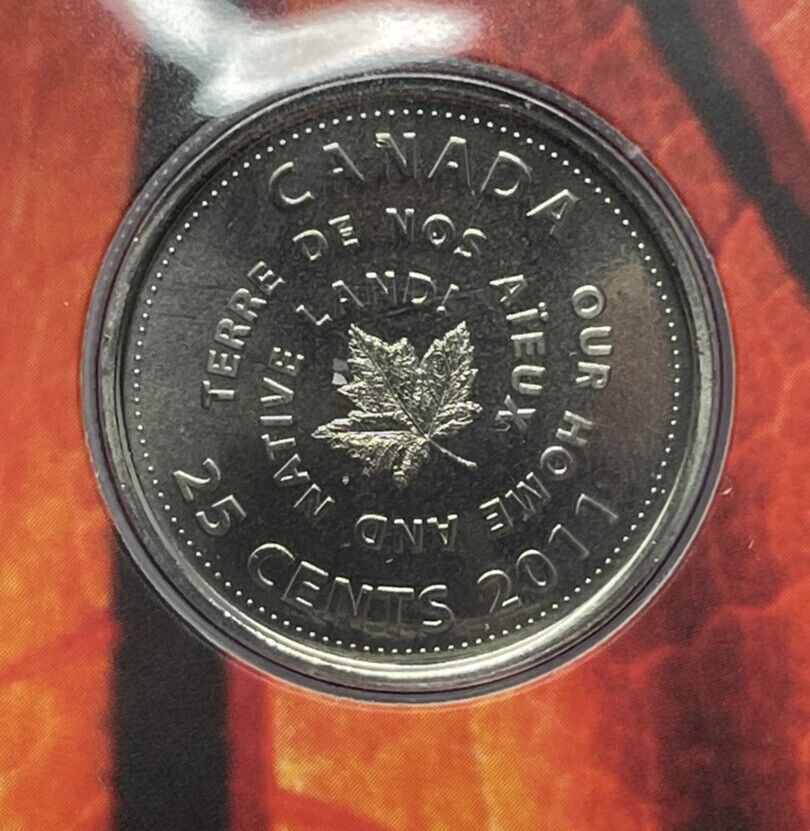 CANADA
TERRE DE NOS AÏEUX
OUR HOME AND NATIVE LAND!
25 CENTS 2011